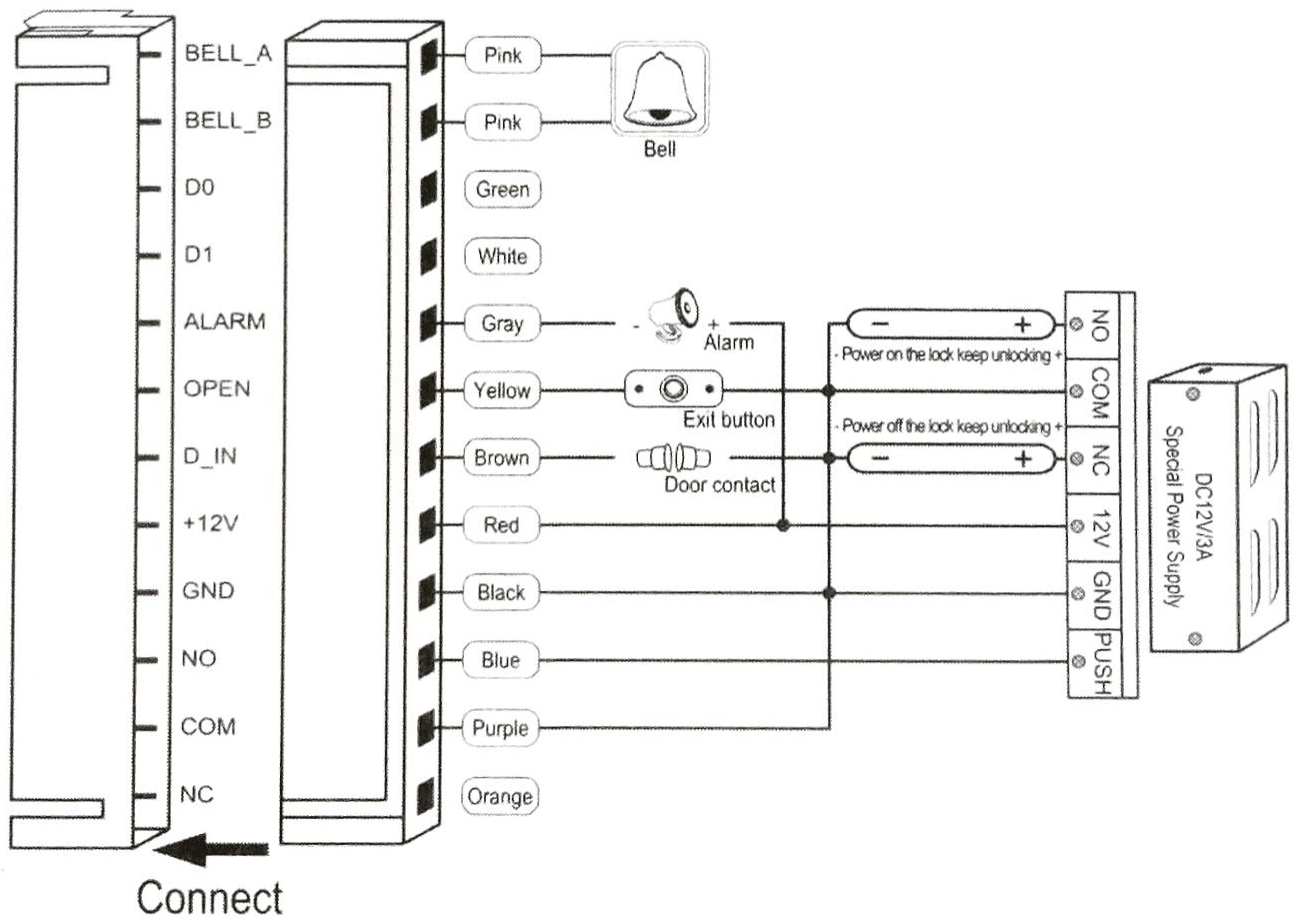 BELL_A
Pink
BELL_B
Pink
Bell
D0
Green
D1
White
ALARM
Gray
- +
Alarm
- +
NO
- Power on the lock keep unlocking +
OPEN
Yellow
Exit button
COM
- Power off the lock keep unlocking +
D_IN
Brown
Door contact
- +
NC
+12V
Red
12V
GND
Black
GND
NO
Blue
PUSH
COM
Purple
NC
Orange
DC12V/3A
Special Power Supply
Connect